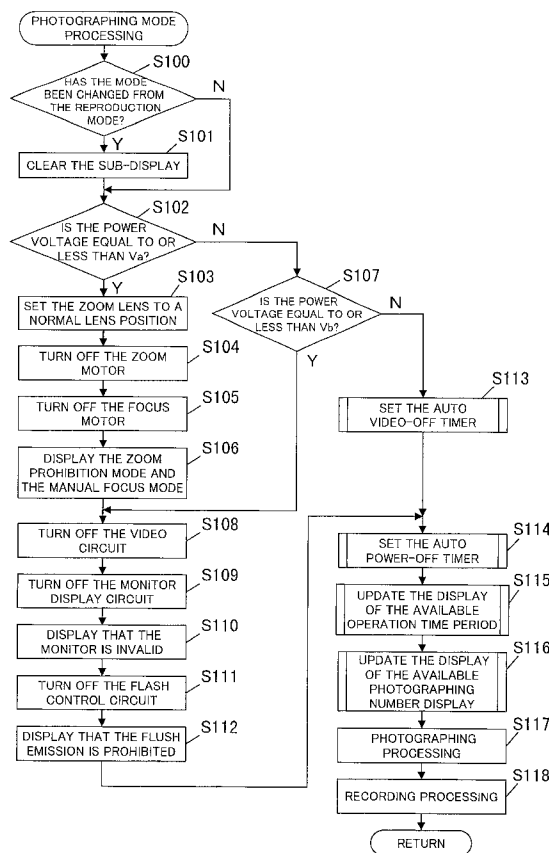 PHOTOGRAPHING MODE
PROCESSING
S100
HAS THE MODE
BEEN CHANGED FROM
THE REPRODUCTION
MODE?
N
Y
S101
CLEAR THE SUB-DISPLAY
S102
IS THE POWER
VOLTAGE EQUAL TO OR
LESS THAN Va?
N
Y
S103
SET THE ZOOM LENS TO A
NORMAL LENS POSITION
S104
TURN OFF THE ZOOM
MOTOR
S105
TURN OFF THE FOCUS
MOTOR
S106
DISPLAY THE ZOOM
PROHIBITION MODE AND
THE MANUAL FOCUS MODE
S107
IS THE POWER
VOLTAGE EQUAL TO OR
LESS THAN Vb?
N
Y
S108
TURN OFF THE VIDEO
CIRCUIT
S109
TURN OFF THE MONITOR
DISPLAY CIRCUIT
S110
DISPLAY THAT THE
MONITOR IS INVALID
S111
TURN OFF THE FLASH
CONTROL CIRCUIT
S112
DISPLAY THAT THE FLUSH
EMISSION IS PROHIBITED
S113
SET THE AUTO
VIDEO-OFF TIMER
S114
SET THE AUTO
POWER-OFF TIMER
S115
UPDATE THE DISPLAY
OF THE AVAILABLE
OPERATION TIME PERIOD
S116
UPDATE THE DISPLAY
OF THE AVAILABLE
PHOTOGRAPHING
NUMBER DISPLAY
S117
PHOTOGRAPHING
PROCESSING
S118
RECORDING PROCESSING
RETURN